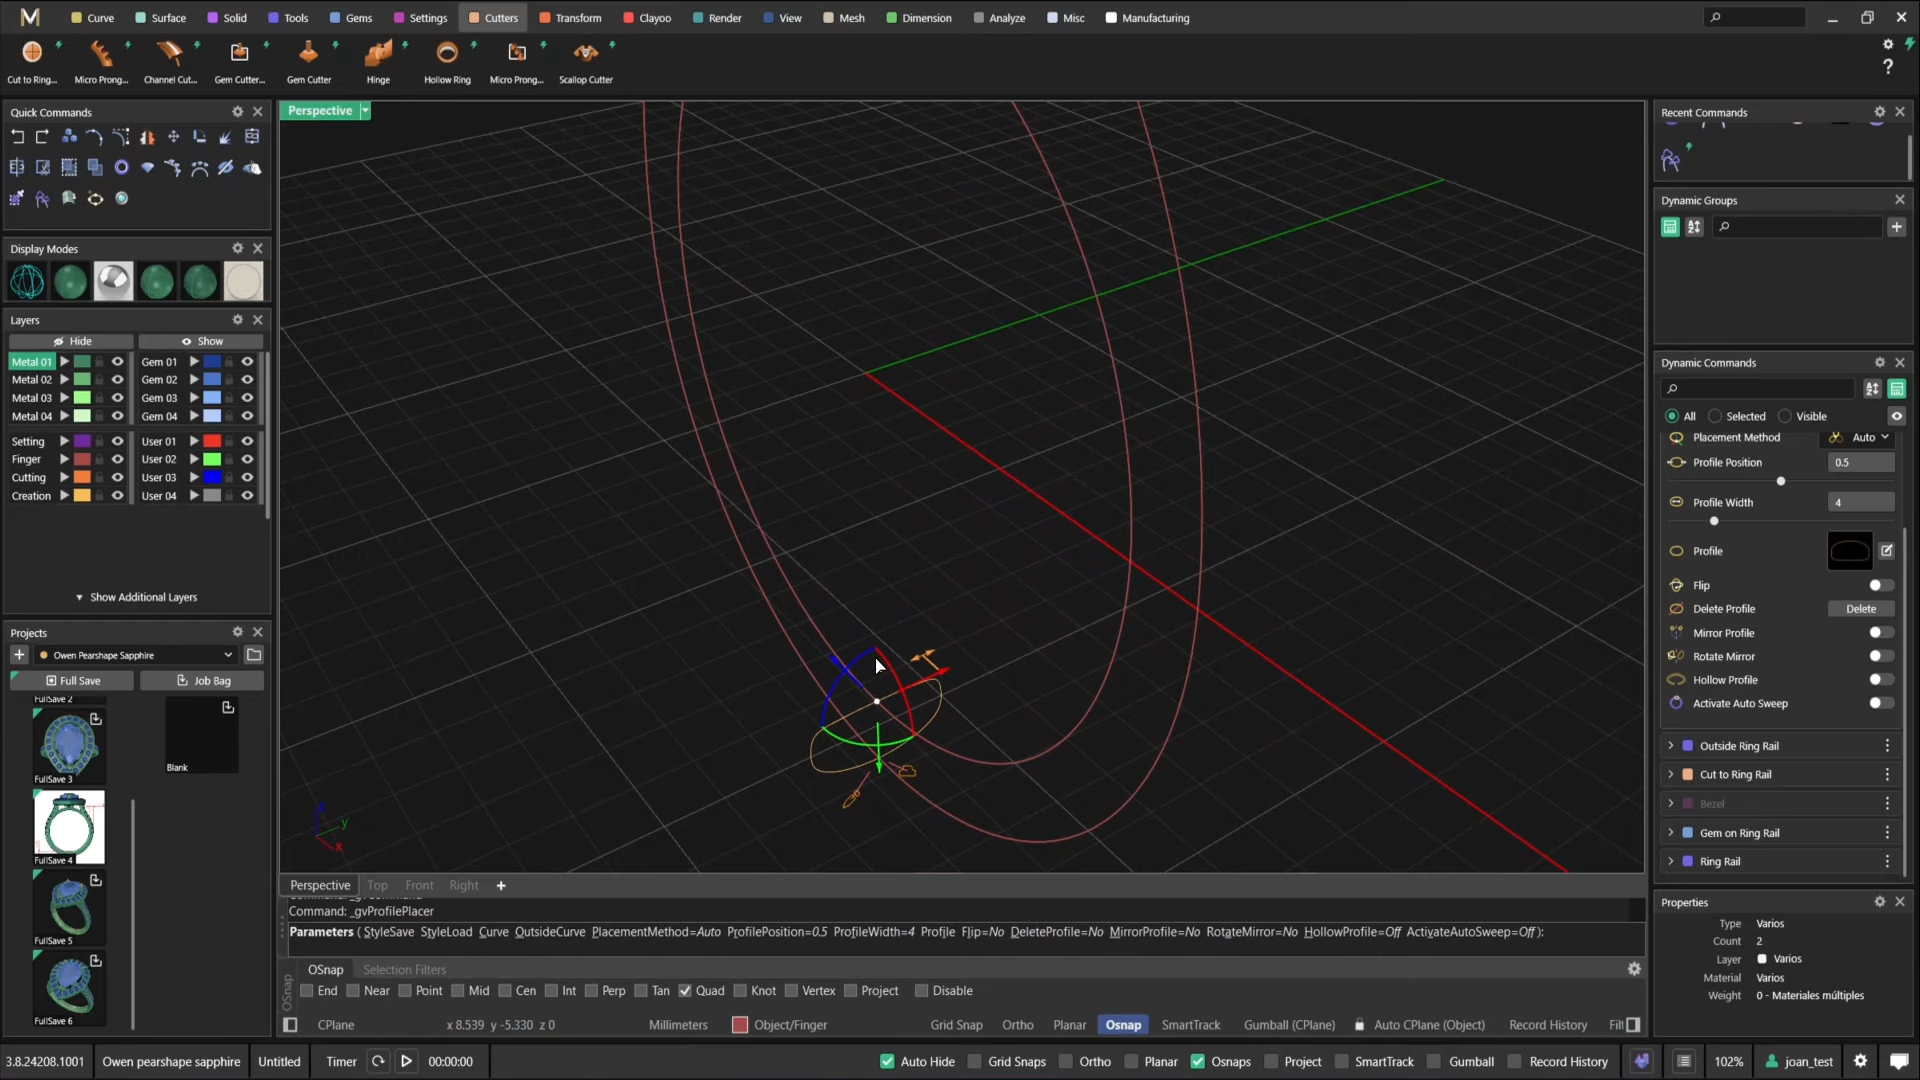 M
Curve
Surface
Solid
Tools
Gems
Settings
Cutters
Transform
Clayoo
Render
View
Mesh
Dimension
Analyze
Misc
Manufacturing
Cut to Ring...
Micro Prong...
Channel Cut...
Gem Cutter...
Gem Cutter
Hinge
Hollow Ring
Micro Prong...
Scallop Cutter
?
Quick Commands
Display Modes
Layers
Hide
Show
Metal 01
Gem 01
Metal 02
Gem 02
Metal 03
Gem 03
Metal 04
Gem 04
Setting
User 01
Finger
User 02
Cutting
User 03
Creation
User 04
Show Additional Layers
Projects
Owen Pearshape Sapphire
Full Save
Job Bag
FullSave 2
FullSave 3
Blank
FullSave 4
FullSave 5
FullSave 6
Perspective
y
x
Perspective
Top
Front
Right
+
Command: _gvProfilePlacer
Parameters ( StyleSave StyleLoad Curve OutsideCurve PlacementMethod=Auto ProfilePosition=0.5 ProfileWidth=4 Profile Flip=No DeleteProfile=No MirrorProfile=No RotateMirror=No HollowProfile=Off ActivateAutoSweep=Off ):
OSnap
OSnap
Selection Filters
End
Near
Point
Mid
Cen
Int
Perp
Tan
Quad
Knot
Vertex
Project
Disable
CPlane
x 8.539 y -5.330 z 0
Millimeters
Object/Finger
Grid Snap
Ortho
Planar
Osnap
SmartTrack
Gumball (CPlane)
Auto CPlane (Object)
Record History
Filt
Recent Commands
Dynamic Groups
Dynamic Commands
All
Selected
Visible
Placement Method
Auto
Profile Position
0.5
Profile Width
4
Profile
Flip
Delete Profile
Delete
Mirror Profile
Rotate Mirror
Hollow Profile
Activate Auto Sweep
Outside Ring Rail
Cut to Ring Rail
Bezel
Gem on Ring Rail
Ring Rail
Properties
Type Varios
Count 2
Layer Varios
Material Varios
Weight 0 - Materiales múltiples
3.8.24208.1001
Owen pearshape sapphire
Untitled
Timer
00:00:00
Auto Hide
Grid Snaps
Ortho
Planar
Osnaps
Project
SmartTrack
Gumball
Record History
102%
joan_test